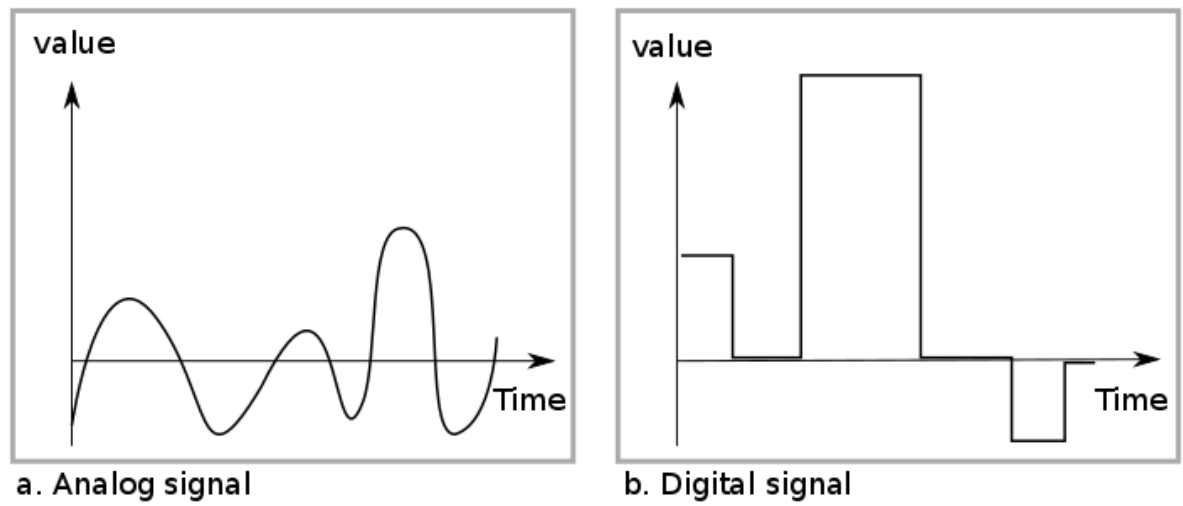 value
Time
a. Analog signal
value
Time
b. Digital signal